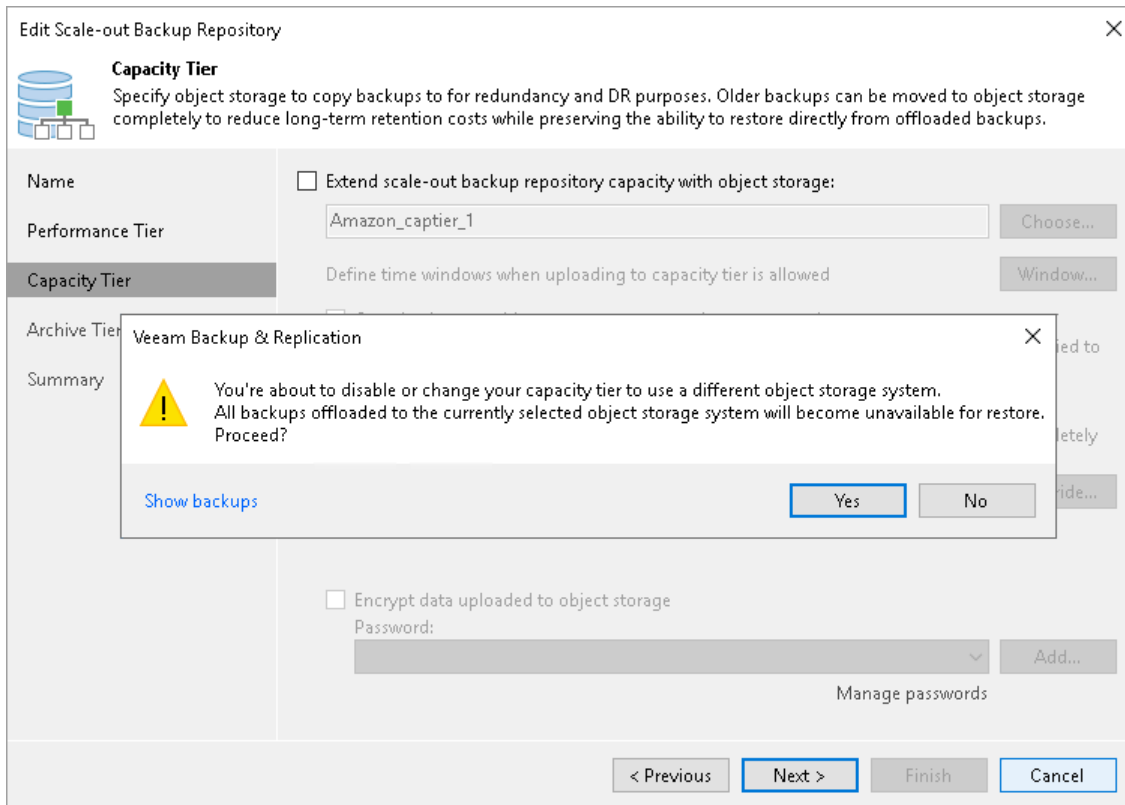 Edit Scale-out Backup Repository
Capacity Tier
Specify object storage to copy backups to for redundancy and DR purposes. Older backups can be moved to object storage
completely to reduce long-term retention costs while preserving the ability to restore directly from offloaded backups.
Name
Performance Tier
Capacity Tier
Archive Tier
Summary
Extend scale-out backup repository capacity with object storage:
Amazon_captier_1
Choose...
Define time windows when uploading to capacity tier is allowed
Window...
Veeam Backup & Replication
You're about to disable or change your capacity tier to use a different object storage system.
All backups offloaded to the currently selected object storage system will become unavailable for restore.
Proceed?
Show backups
Yes
No
Encrypt data uploaded to object storage
Password:
Add...
Manage passwords
< Previous
Next >
Finish
Cancel